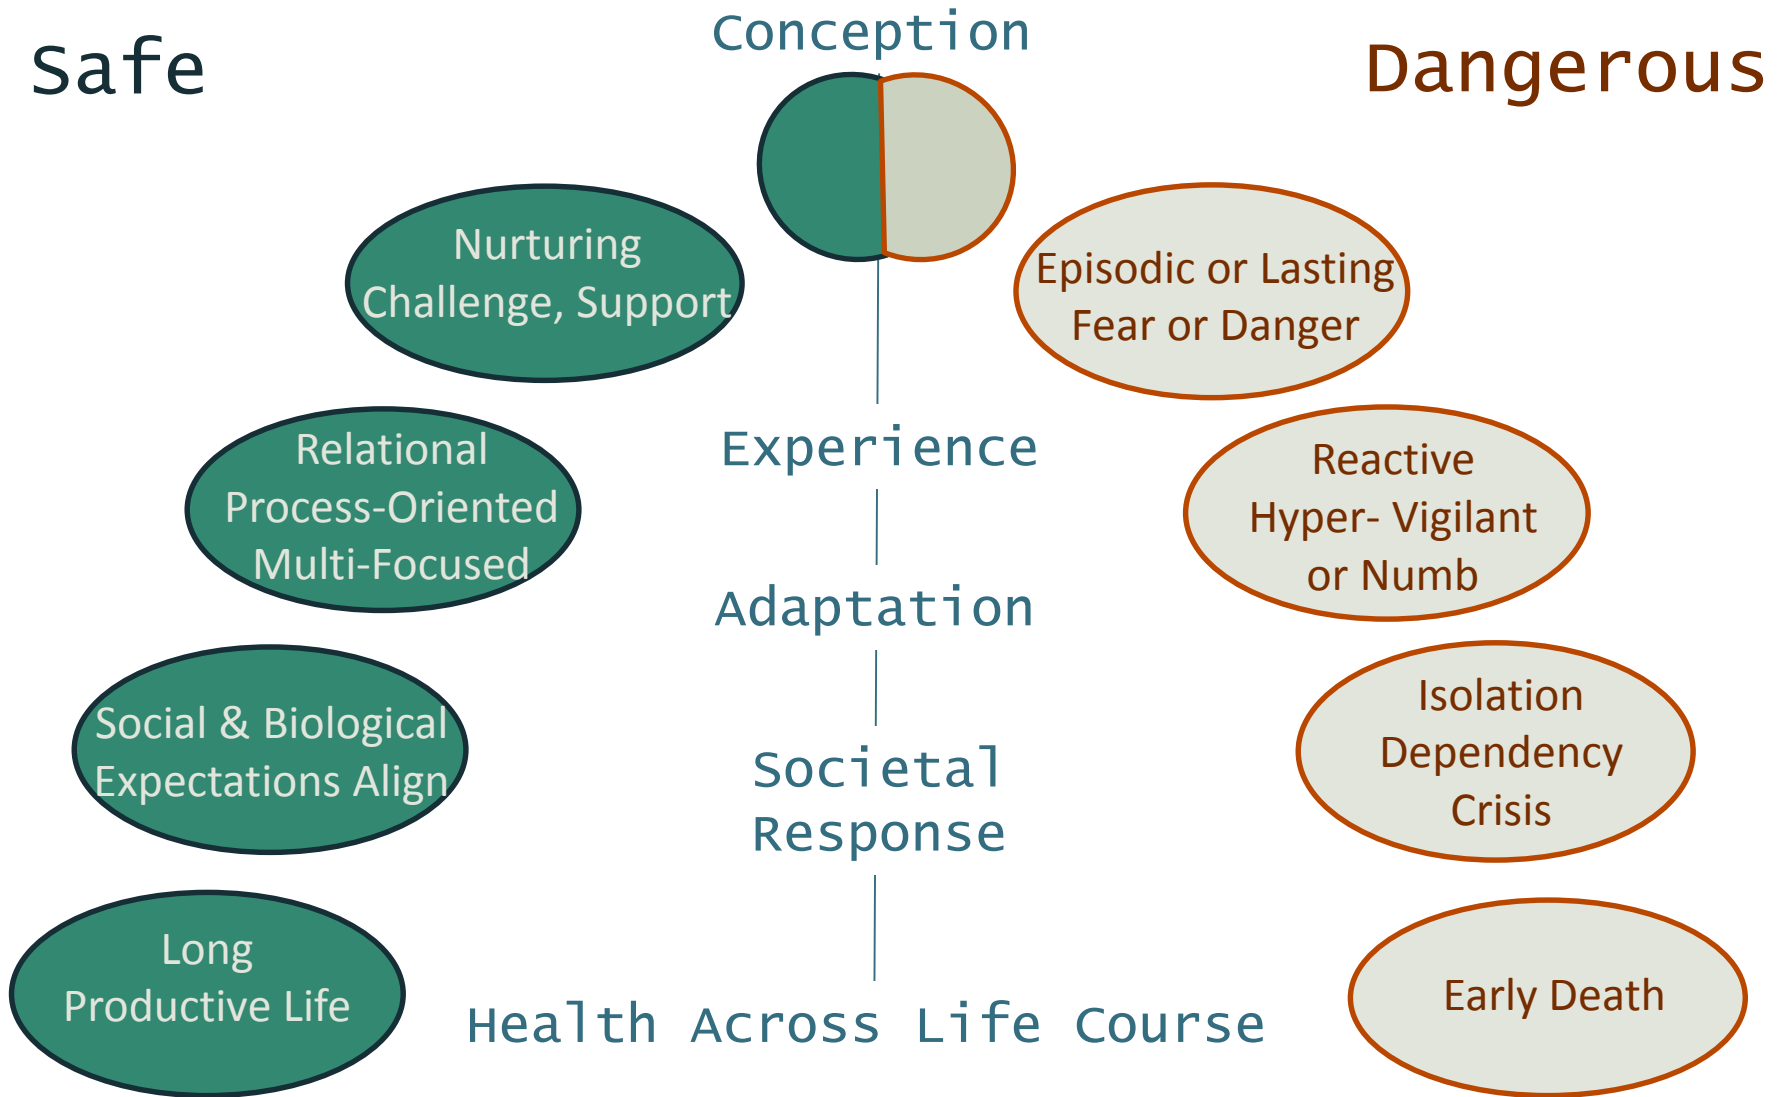 Conception
Safe
Dangerous
Nurturing
Challenge, Support
Episodic or Lasting
Fear or Danger
Experience
Relational
Process-Oriented
Multi-Focused
Reactive
Hyper- Vigilant
or Numb
Adaptation
Social & Biological
Expectations Align
Societal
Response
Isolation
Dependency
Crisis
Long
Productive Life
Health Across Life Course
Early Death